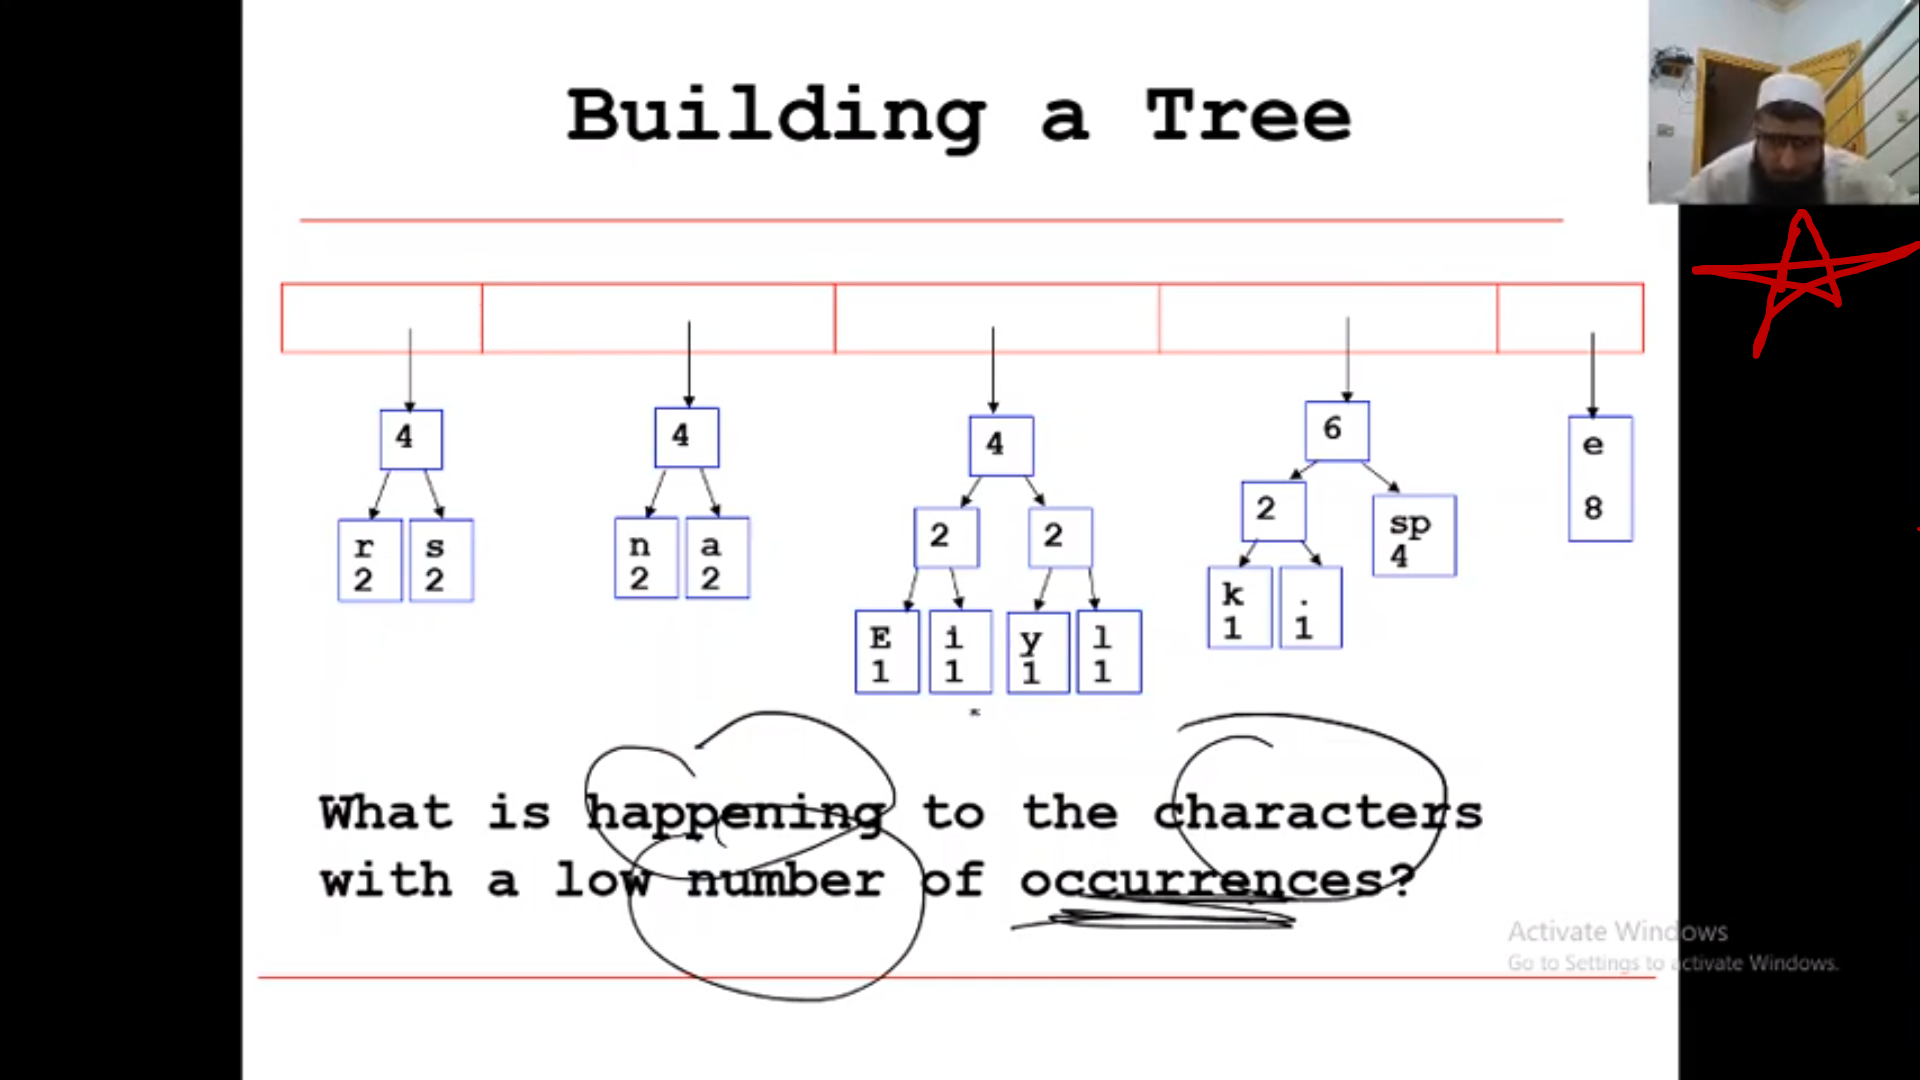 Building a Tree
4
4
4
6
e
8
r
2
s
2
n
2
a
2
2
2
2
sp
4
E
1
i
1
y
1
l
1
k
1
.
1
What is happening to the characters
with a low number of occurrences?
Activate Windows
Go to Settings to activate Windows.